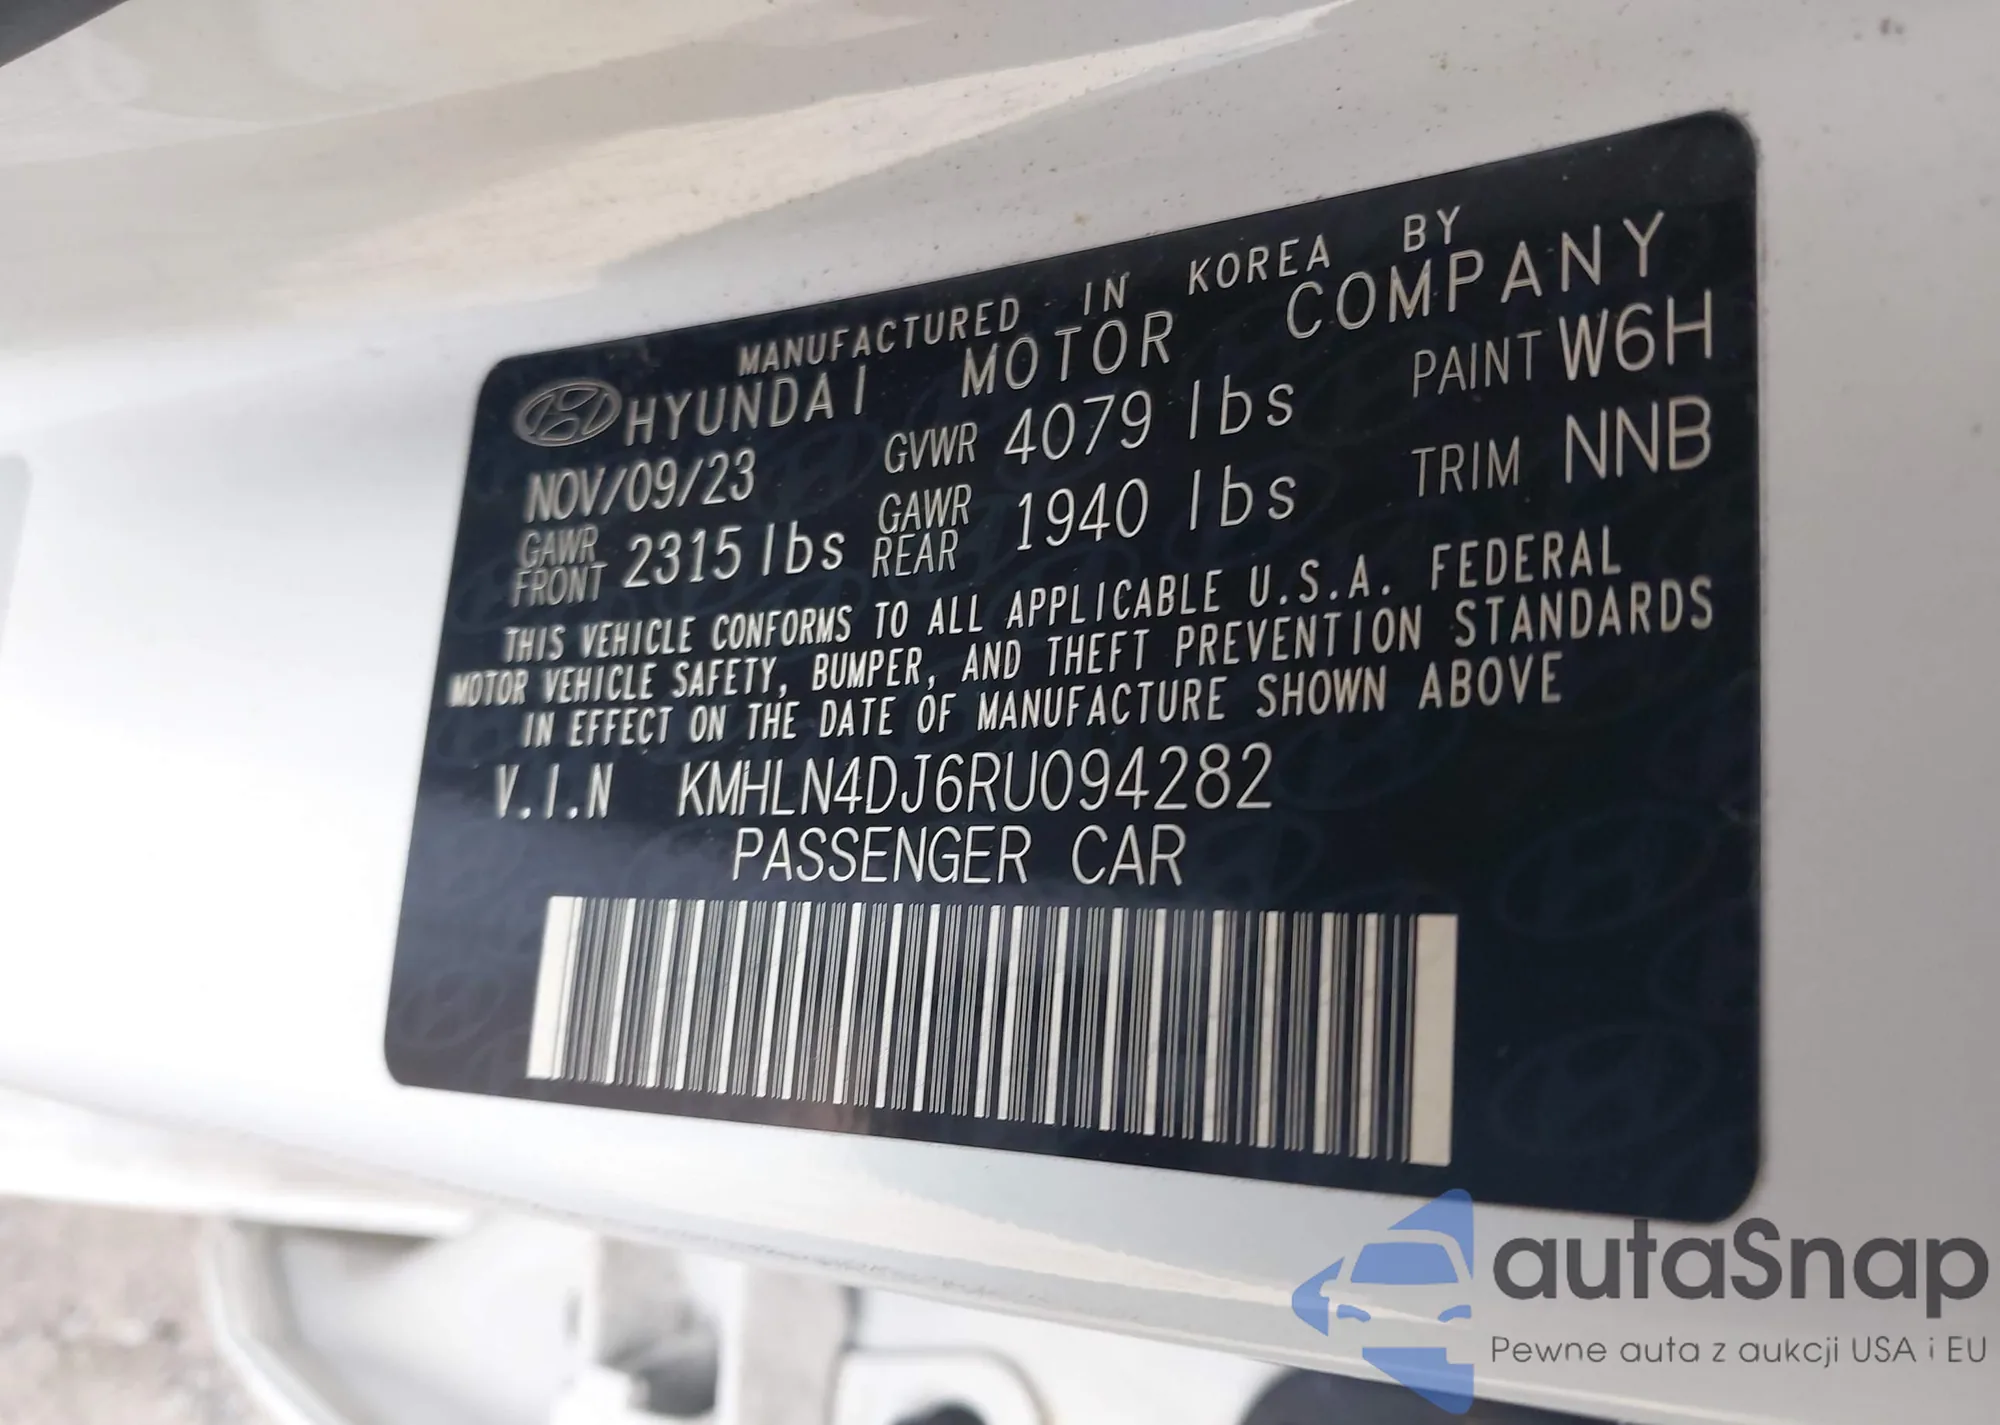 MANUFACTURED IN KOREA BY
HYUNDAI MOTOR COMPANY
NOV/09/23 GVWR 4079 lbs PAINT W6H
GAWR FRONT 2315 lbs GAWR REAR 1940 lbs TRIM NNB
THIS VEHICLE CONFORMS TO ALL APPLICABLE U.S.A. FEDERAL
MOTOR VEHICLE SAFETY, BUMPER, AND THEFT PREVENTION STANDARDS
IN EFFECT ON THE DATE OF MANUFACTURE SHOWN ABOVE
V.I.N KMHLN4DJ6RU094282
PASSENGER CAR
autaSnap
Pewne auta z aukcji USA i EU